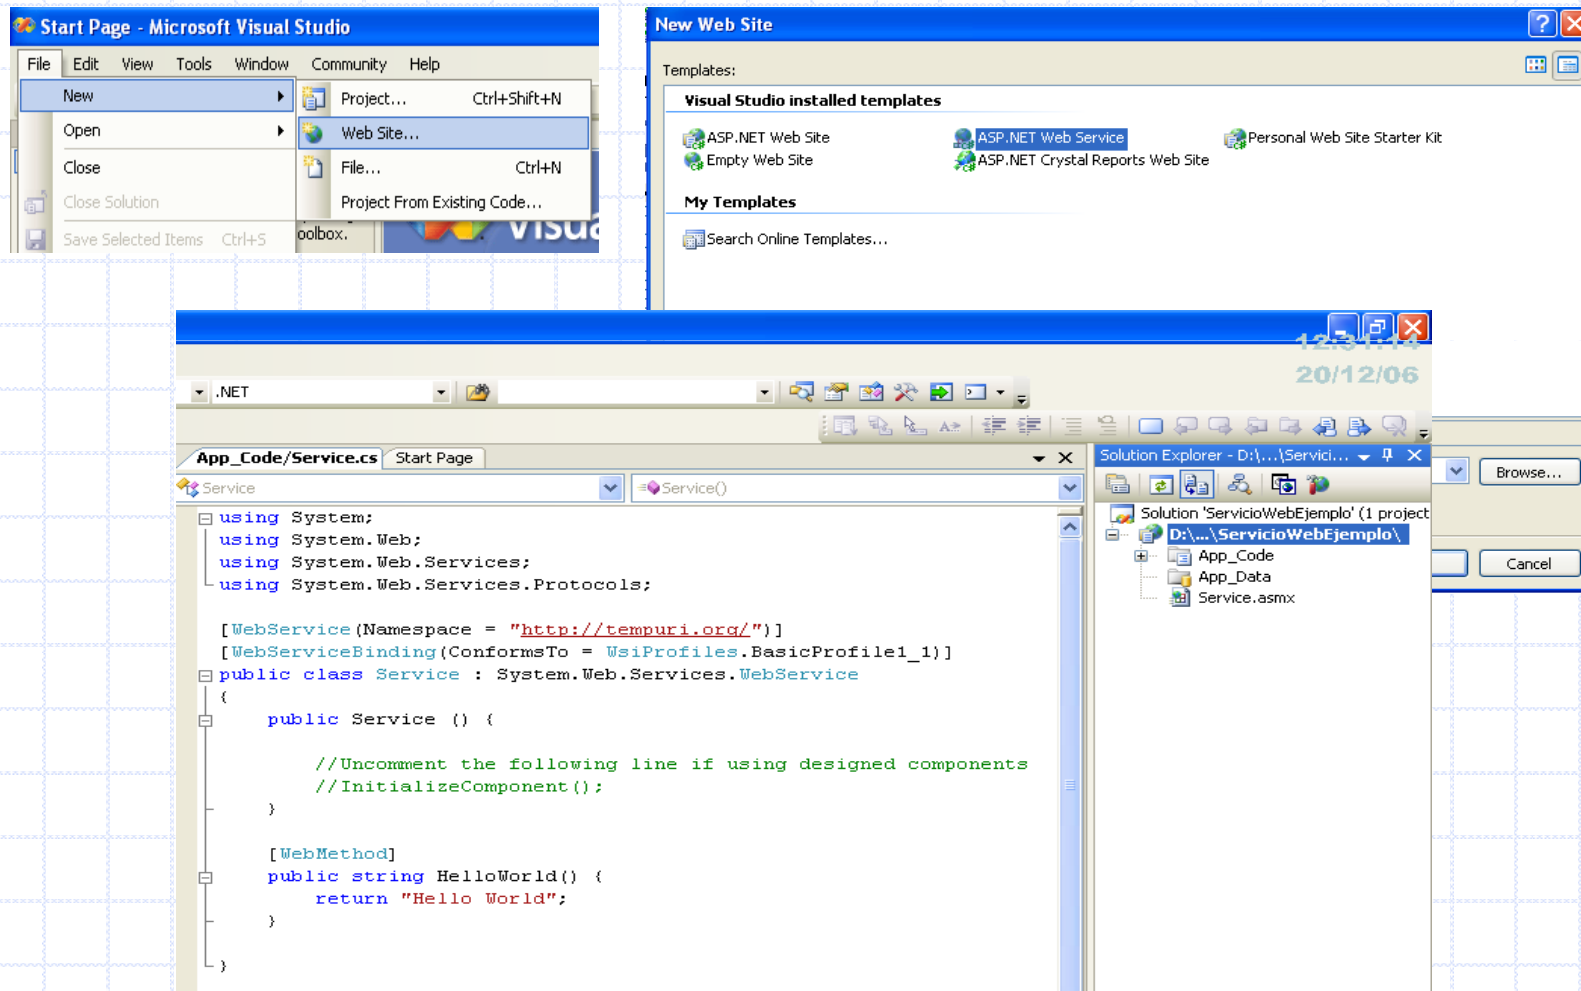 Start Page - Microsoft Visual Studio
File Edit View Tools Window Community Help
New
Open
Close
Close Solution
Save Selected Items Ctrl+S
Project... Ctrl+Shift+N
Web Site...
File... Ctrl+N
Project From Existing Code...
oolbox.
New Web Site
Templates:
Visual Studio installed templates
ASP.NET Web Site
ASP.NET Web Service
Personal Web Site Starter Kit
Empty Web Site
ASP.NET Crystal Reports Web Site
My Templates
Search Online Templates...
Browse...
Cancel
12:31:14
20/12/06
.NET
App_Code/Service.cs Start Page
Service
Service()
using System;
using System.Web;
using System.Web.Services;
using System.Web.Services.Protocols;
[WebService(Namespace = "http://tempuri.org/")]
[WebServiceBinding(ConformsTo = WsiProfiles.BasicProfile1_1)]
public class Service : System.Web.Services.WebService
{
public Service () {
//Uncomment the following line if using designed components
//InitializeComponent();
}
[WebMethod]
public string HelloWorld() {
return "Hello World";
}
}
Solution Explorer - D:\...\Servici...
Solution 'ServicioWebEjemplo' (1 project
D:\...\ServicioWebEjemplo\
App_Code
App_Data
Service.asmx